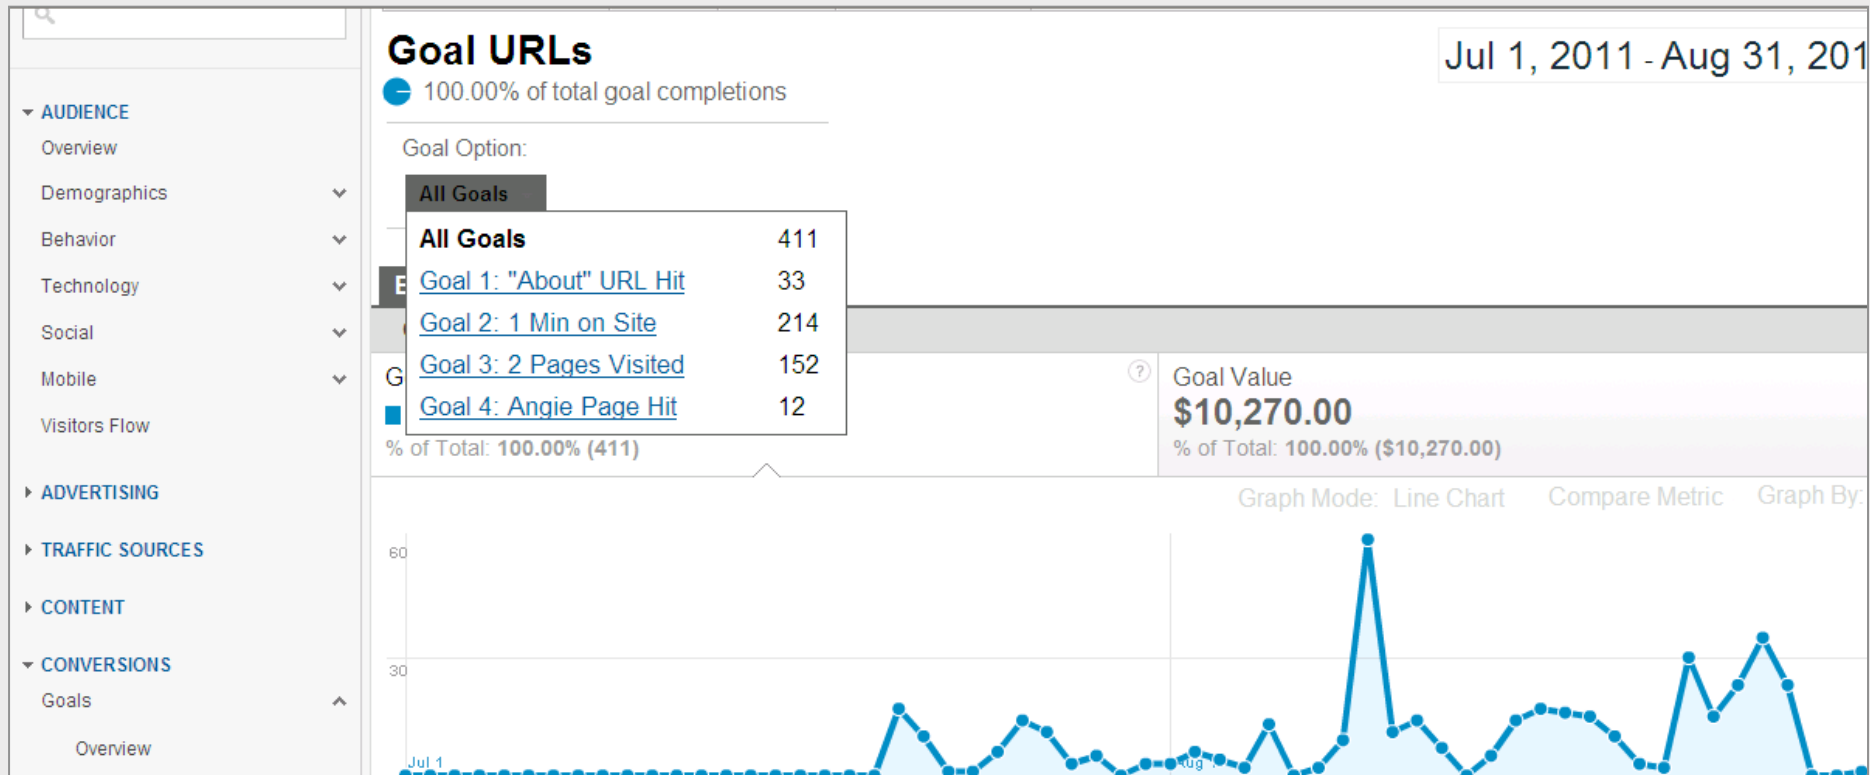 AUDIENCE
Overview
Demographics
Behavior
Technology
Social
Mobile
Visitors Flow
ADVERTISING
TRAFFIC SOURCES
CONTENT
CONVERSIONS
Goals
Overview
Goal URLs
Jul 1, 2011 - Aug 31, 201
100.00% of total goal completions
Goal Option:
All Goals
All Goals 411
Goal 1: "About" URL Hit 33
Goal 2: 1 Min on Site 214
Goal 3: 2 Pages Visited 152
Goal 4: Angie Page Hit 12
% of Total: 100.00% (411)
?
Goal Value
$10,270.00
% of Total: 100.00% ($10,270.00)
Graph Mode: Line Chart Compare Metric Graph By:
60
30
Jul 1